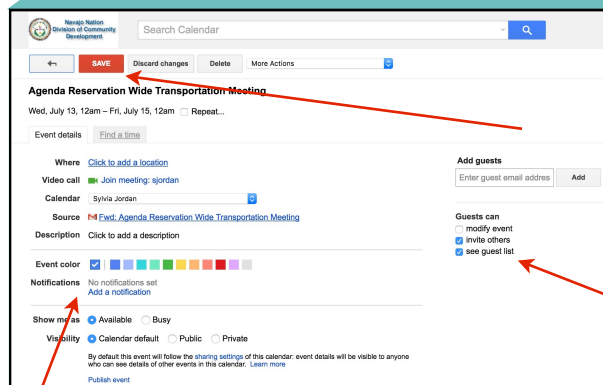 Navajo Nation
Division of Community
Development
Search Calendar
SAVE
Discard changes
Delete
More Actions
Agenda Reservation Wide Transportation Meeting
Wed, July 13, 12am – Fri, July 15, 12am Repeat...
Event details Find a time
Where Click to add a location
Video call Join meeting: sjordan
Calendar Sylvia Jordan
Source Fwd: Agenda Reservation Wide Transportation Meeting
Description Click to add a description
Event color
Notifications No notifications set
Add a notification
Show me as Available Busy
Visibility Calendar default Public Private
By default this event will follow the sharing settings of this calendar: event details will be visible to anyone
who can see details of other events in this calendar. Learn more
Publish event
Add guests
Enter guest email addres Add
Guests can
modify event
invite others
see guest list